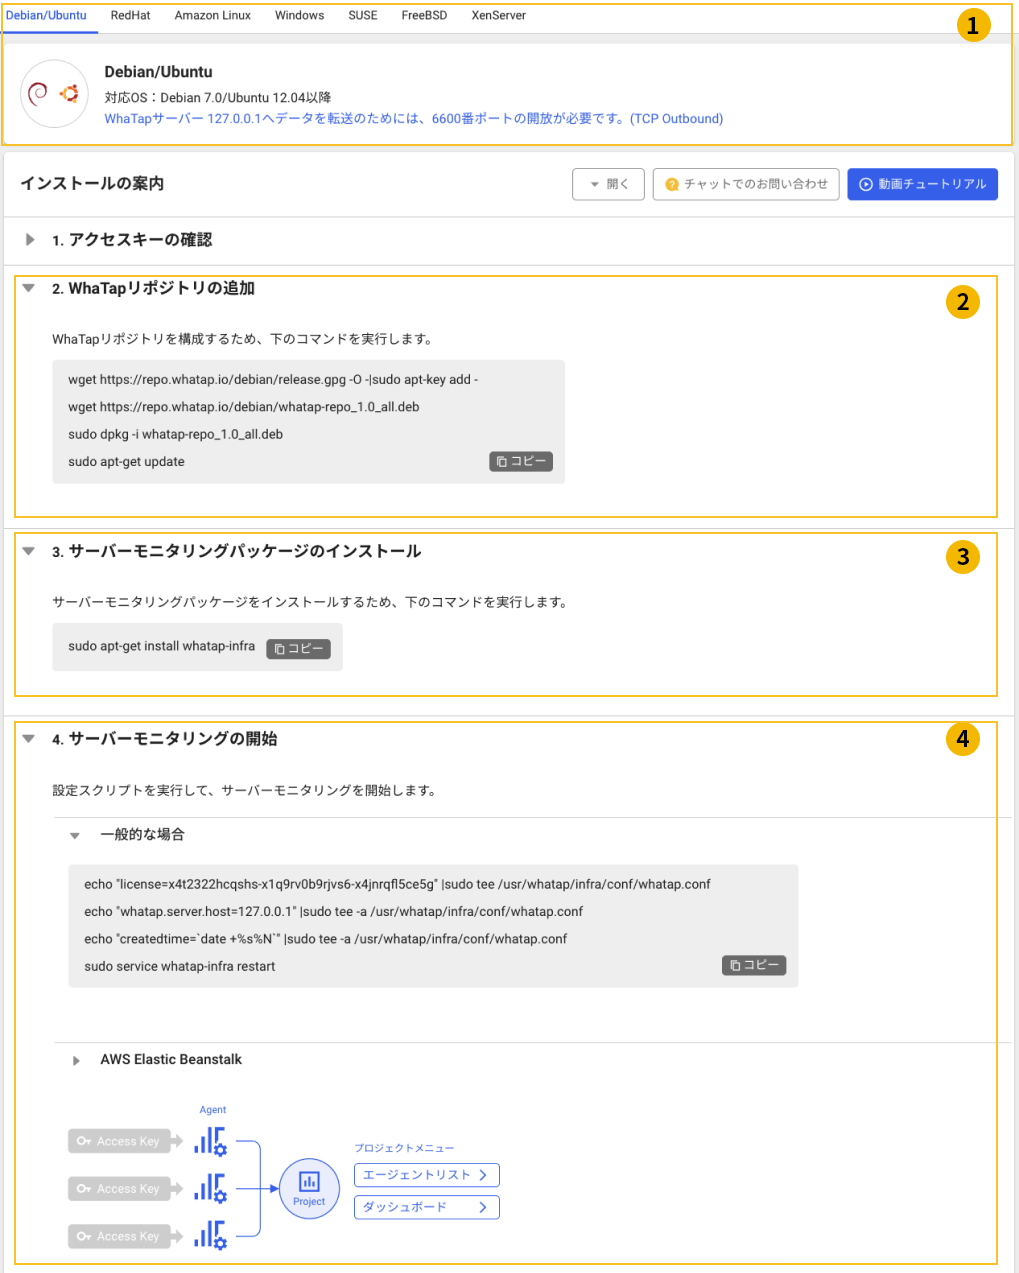 Debian/Ubuntu RedHat Amazon Linux Windows SUSE FreeBSD XenServer
1
Debian/Ubuntu
対応OS：Debian 7.0/Ubuntu 12.04以降
WhaTapサーバー 127.0.0.1へデータを転送のためには、6600番ポートの開放が必要です。(TCP Outbound)
インストールの案内
開く
チャットでのお問い合わせ
動画チュートリアル
1. アクセスキーの確認
2. WhaTapリポジトリの追加
2
WhaTapリポジトリを構成するため、下のコマンドを実行します。
wget https://repo.whatap.io/debian/release.gpg -O -|sudo apt-key add -
wget https://repo.whatap.io/debian/whatap-repo_1.0_all.deb
sudo dpkg -i whatap-repo_1.0_all.deb
sudo apt-get update
コピー
3. サーバーモニタリングパッケージのインストール
3
サーバーモニタリングパッケージをインストールするため、下のコマンドを実行します。
sudo apt-get install whatap-infra
コピー
4. サーバーモニタリングの開始
4
設定スクリプトを実行して、サーバーモニタリングを開始します。
一般的な場合
echo "license=x4t2322hcqshs-x1q9rv0b9rjvs6-x4jnrqfl5ce5g" |sudo tee /usr/whatap/infra/conf/whatap.conf
echo "whatap.server.host=127.0.0.1" |sudo tee -a /usr/whatap/infra/conf/whatap.conf
echo "createdtime=`date +%s%N`" |sudo tee -a /usr/whatap/infra/conf/whatap.conf
sudo service whatap-infra restart
コピー
AWS Elastic Beanstalk
Agent
Access Key
Access Key
Access Key
Project
プロジェクトメニュー
エージェントリスト
ダッシュボード